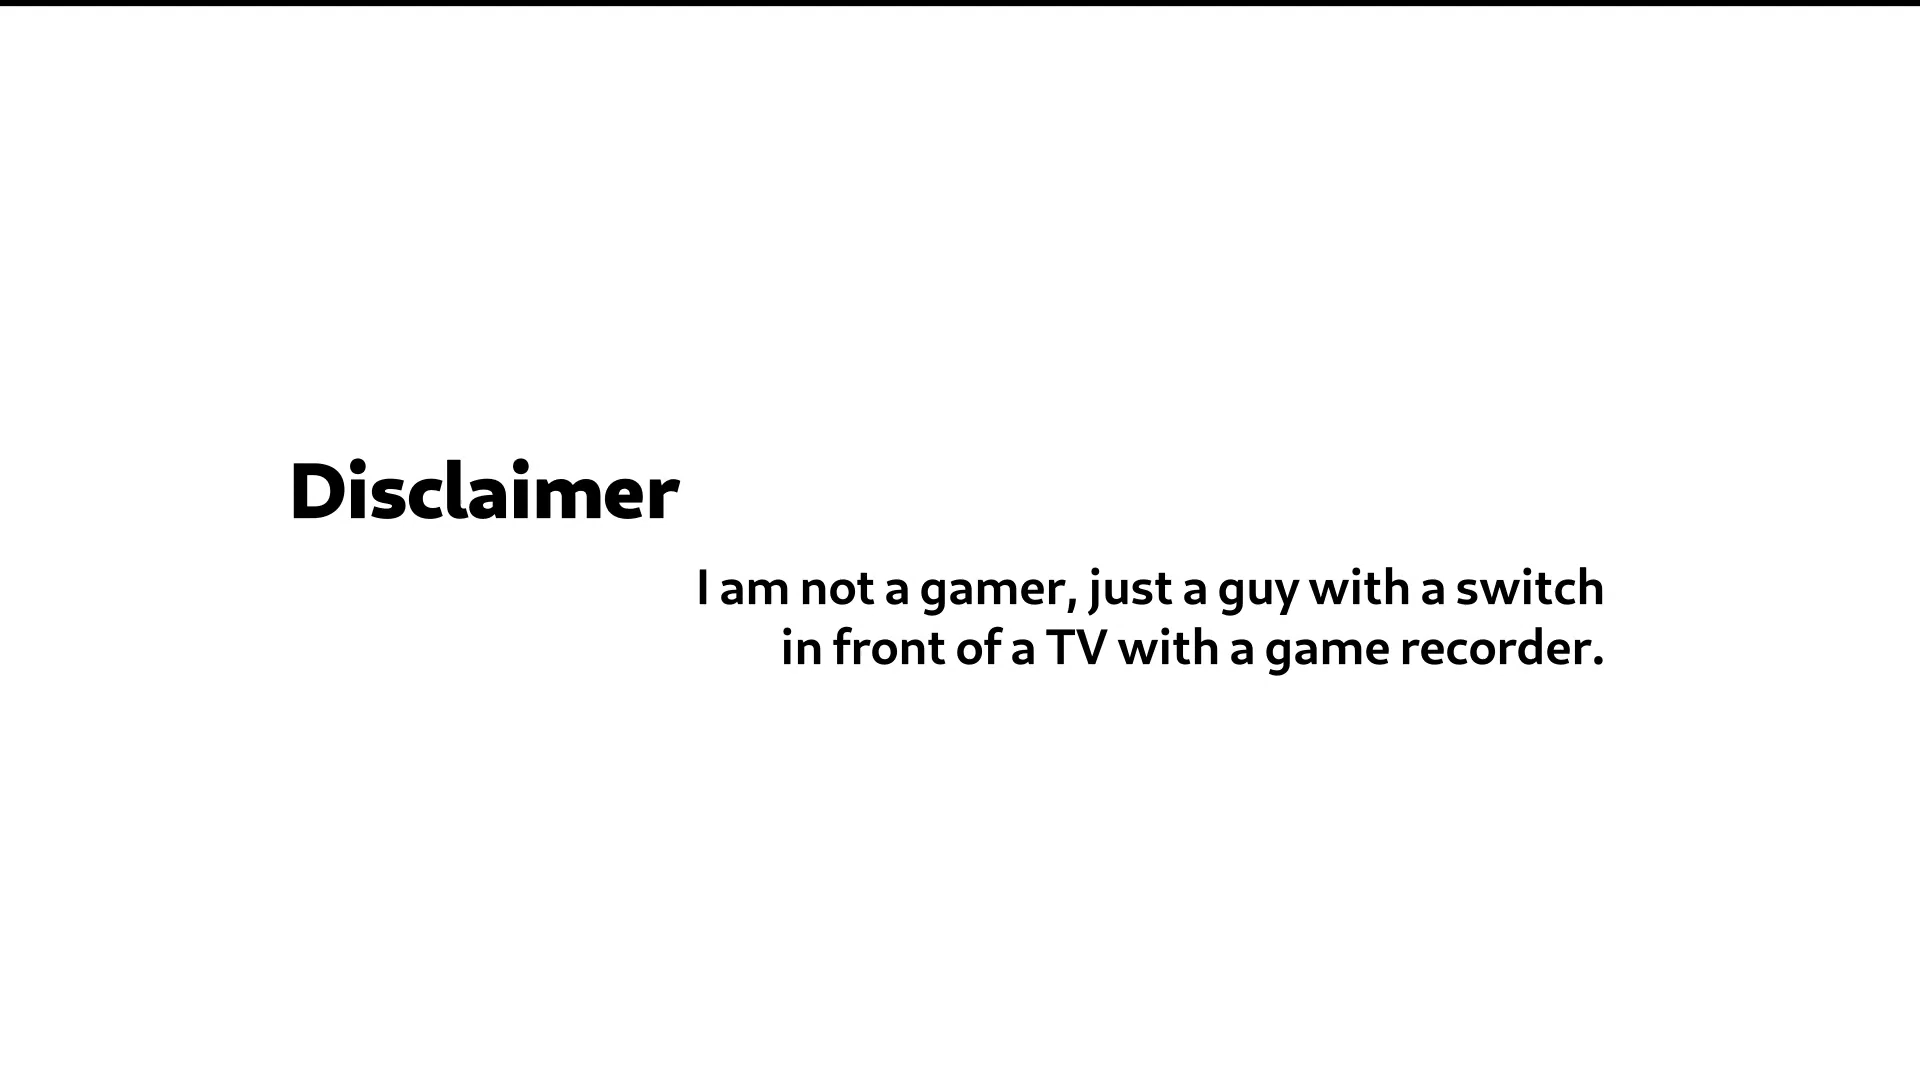 Disclaimer
I am not a gamer, just a guy with a switch
in front of a TV with a game recorder.